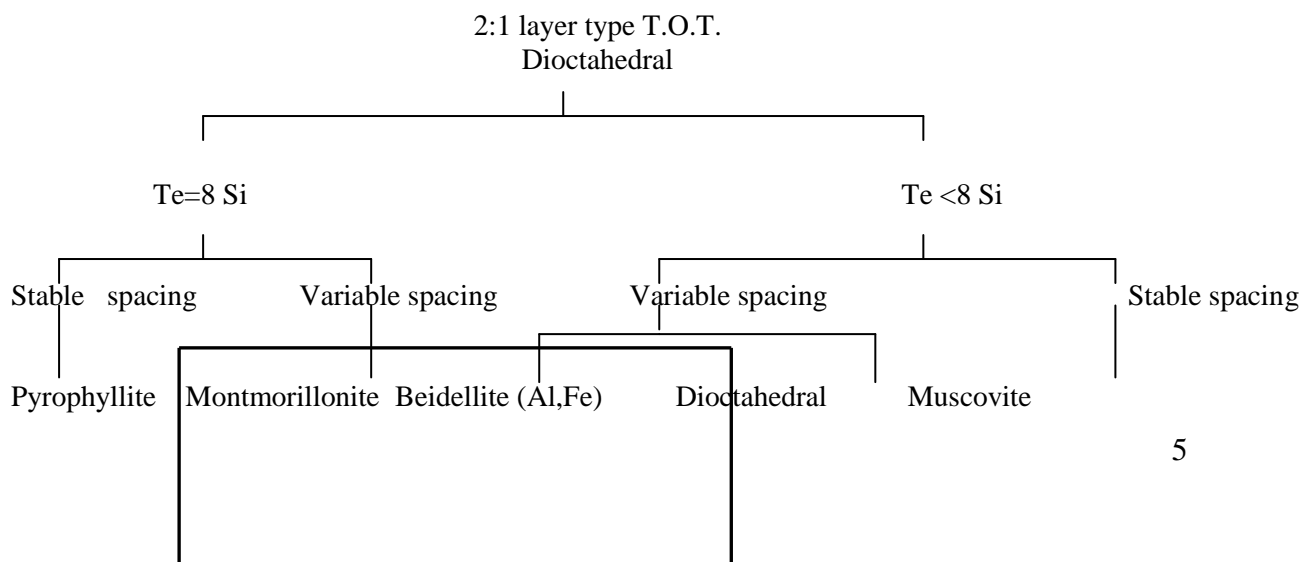 2:1 layer type T.O.T.
Dioctahedral
Te=8 Si Te <8 Si
Stable spacing Variable spacing Variable spacing Stable spacing
Pyrophyllite Montmorillonite Beidellite (Al,Fe) Dioctahedral Muscovite
5